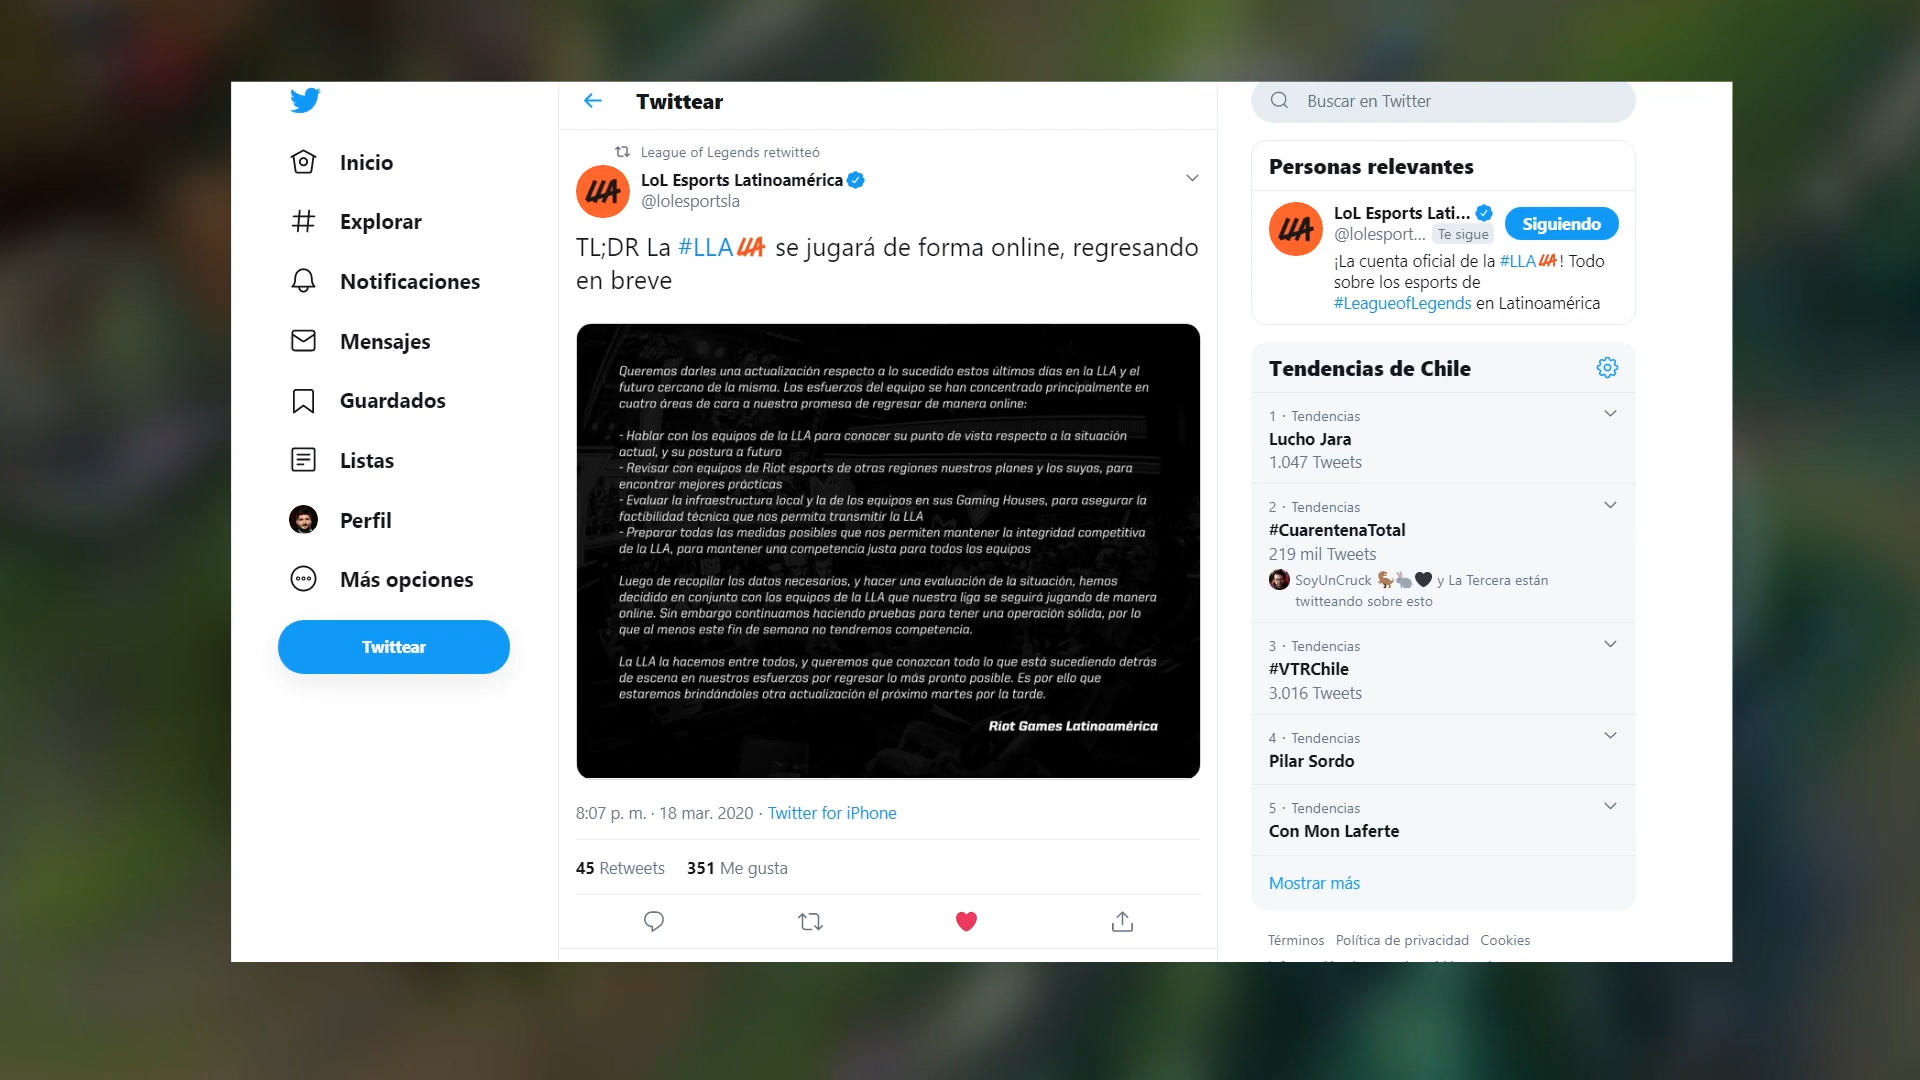 Inicio
Explorar
Notificaciones
Mensajes
Guardados
Listas
Perfil
Más opciones
Twittear
Twittear
League of Legends retwitteó
LLA
LoL Esports Latinoamérica
@lolesportsla
TL;DR La #LLA LLA se jugará de forma online, regresando
en breve
Queremos darles una actualización respecto a lo sucedido estos últimos días en la LLA y el
futuro cercano de la misma. Los esfuerzos del equipo se han concentrado principalmente en
cuatro áreas de cara a nuestra promesa de regresar de manera online:
- Hablar con los equipos de la LLA para conocer su punto de vista respecto a la situación
actual, y su postura a futuro
- Revisar con equipos de Riot esports de otras regiones nuestros planes y los suyos, para
encontrar mejores prácticas
- Evaluar la infraestructura local y la de los equipos en sus Gaming Houses, para asegurar la
factibilidad técnica que nos permita transmitir la LLA
- Preparar todas las medidas posibles que nos permiten mantener la integridad competitiva
de la LLA, para mantener una competencia justa para todos los equipos
Luego de recopilar los datos necesarios, y hacer una evaluación de la situación, hemos
decidido en conjunto con los equipos de la LLA que nuestra liga se seguirá jugando de manera
online. Sin embargo continuamos haciendo pruebas para tener una operación sólida, por lo
que al menos este fin de semana no tendremos competencia.
La LLA la hacemos entre todos, y queremos que conozcan todo lo que está sucediendo detrás
de escena en nuestros esfuerzos por regresar lo más pronto posible. Es por ello que
estaremos brindándoles otra actualización el próximo martes por la tarde.
Riot Games Latinoamérica
8:07 p. m. · 18 mar. 2020 · Twitter for iPhone
45 Retweets 351 Me gusta
Buscar en Twitter
Personas relevantes
LLA
LoL Esports Lati...
@lolesport... Te sigue
Siguiendo
¡La cuenta oficial de la #LLA LLA! Todo
sobre los esports de
#LeagueofLegends en Latinoamérica
Tendencias de Chile
1 · Tendencias
Lucho Jara
1.047 Tweets
2 · Tendencias
#CuarentenaTotal
219 mil Tweets
SoyUnCruck 🦖🐇🖤 y La Tercera están
twitteando sobre esto
3 · Tendencias
#VTRChile
3.016 Tweets
4 · Tendencias
Pilar Sordo
5 · Tendencias
Con Mon Laferte
Mostrar más
Términos Política de privacidad Cookies